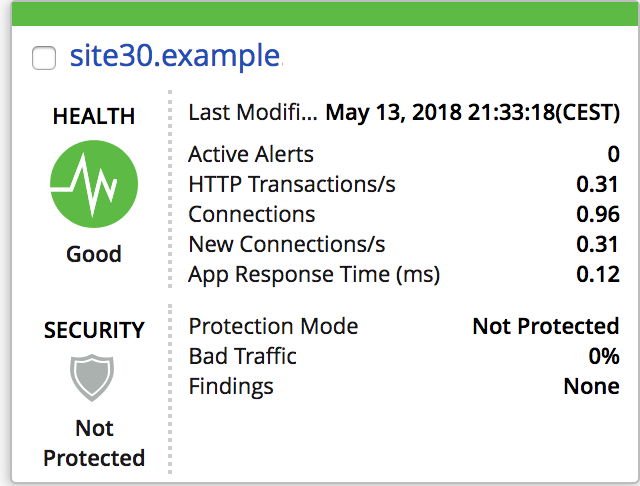 site30.example
HEALTH
Good
Last Modifi... May 13, 2018 21:33:18(CEST)
Active Alerts 0
HTTP Transactions/s 0.31
Connections 0.96
New Connections/s 0.31
App Response Time (ms) 0.12
SECURITY
Not
Protected
Protection Mode Not Protected
Bad Traffic 0%
Findings None